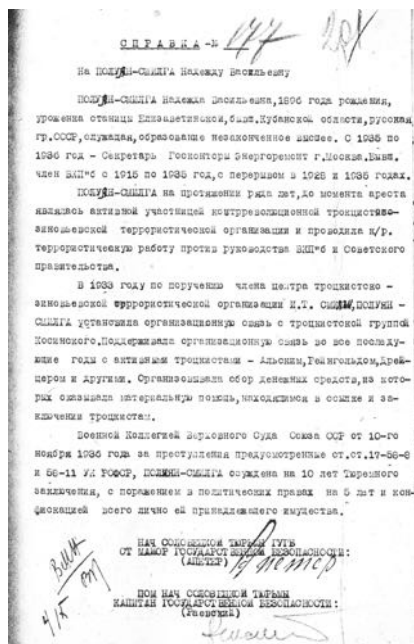 СПРАВКА -№ 177
На ПОЛУЯН-СМИЛГА Надежду Васильевну
ПОЛУЯН-СМИЛГА Надежда Васильевна, 1896 года рождения,
уроженка станицы Елизаветинской, бывш. Кубанской области, русская,
гр. СССР, служащая, образование незаконченное высшее. С 1935 по
1936 год - Секретарь Госконторы Энергоремонт г. Москва. Бывш.
член ВКП"б с 1915 по 1935 год, с перерывом в 1928 и 1935 годах.
ПОЛУЯН-СМИЛГА на протяжении ряда лет, до момента ареста
являлась активной участницей контрреволюционной троцкистско-
зиновьевской террористической организации и проводила к/р.
террористическую работу против руководства ВКП"б и Советского
правительства.
В 1933 году по поручению члена центра троцкистско -
зиновьевской террористической организации И.Т. СМИЛГИ, ПОЛУЯН -
СМИЛГА установила организационную связь с троцкистской группой
Косинского. Поддерживала организационную связь во все последу-
ющие годы с активными троцкистами - Альским, Рейнгольдом, Дрей-
цером и другими. Организовывала сбор денежных средств, из кото-
рых оказывала материальную помощь, находящимся в ссылке и за-
ключении троцкистам.
Военной Коллегией Верховного Суда Союза ССР от 10-го
ноября 1936 года за преступления предусмотренные ст.ст. 17-58-8
и 58-11 УК РСФСР, ПОЛУЯН-СМИЛГА осуждена на 10 лет Тюремного
заключения, с поражением в политических правах на 5 лет и кон-
фискацией всего лично ей принадлежащего имущества.
НАЧ СОЛОВЕЦКОЙ ТЮРЬМЫ ГУГБ
СТ МАЙОР ГОСУДАРСТВЕННОЙ БЕЗОПАСНОСТИ:
(АПЕТЕР) Апетер
ПОМ НАЧ СОЛОВЕЦКОЙ ТЮРЬМЫ
КАПИТАН ГОСУДАРСТВЕННОЙ БЕЗОПАСНОСТИ:
(Раевский)